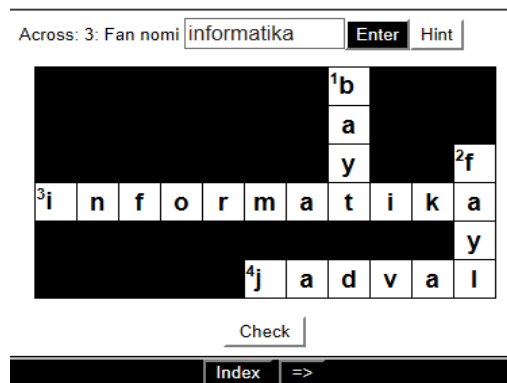 Across: 3: Fan nomi informatika Enter Hint
1b
a
y 2f
3i n f o r m a t i k a
y
4j a d v a l
Check
Index =>